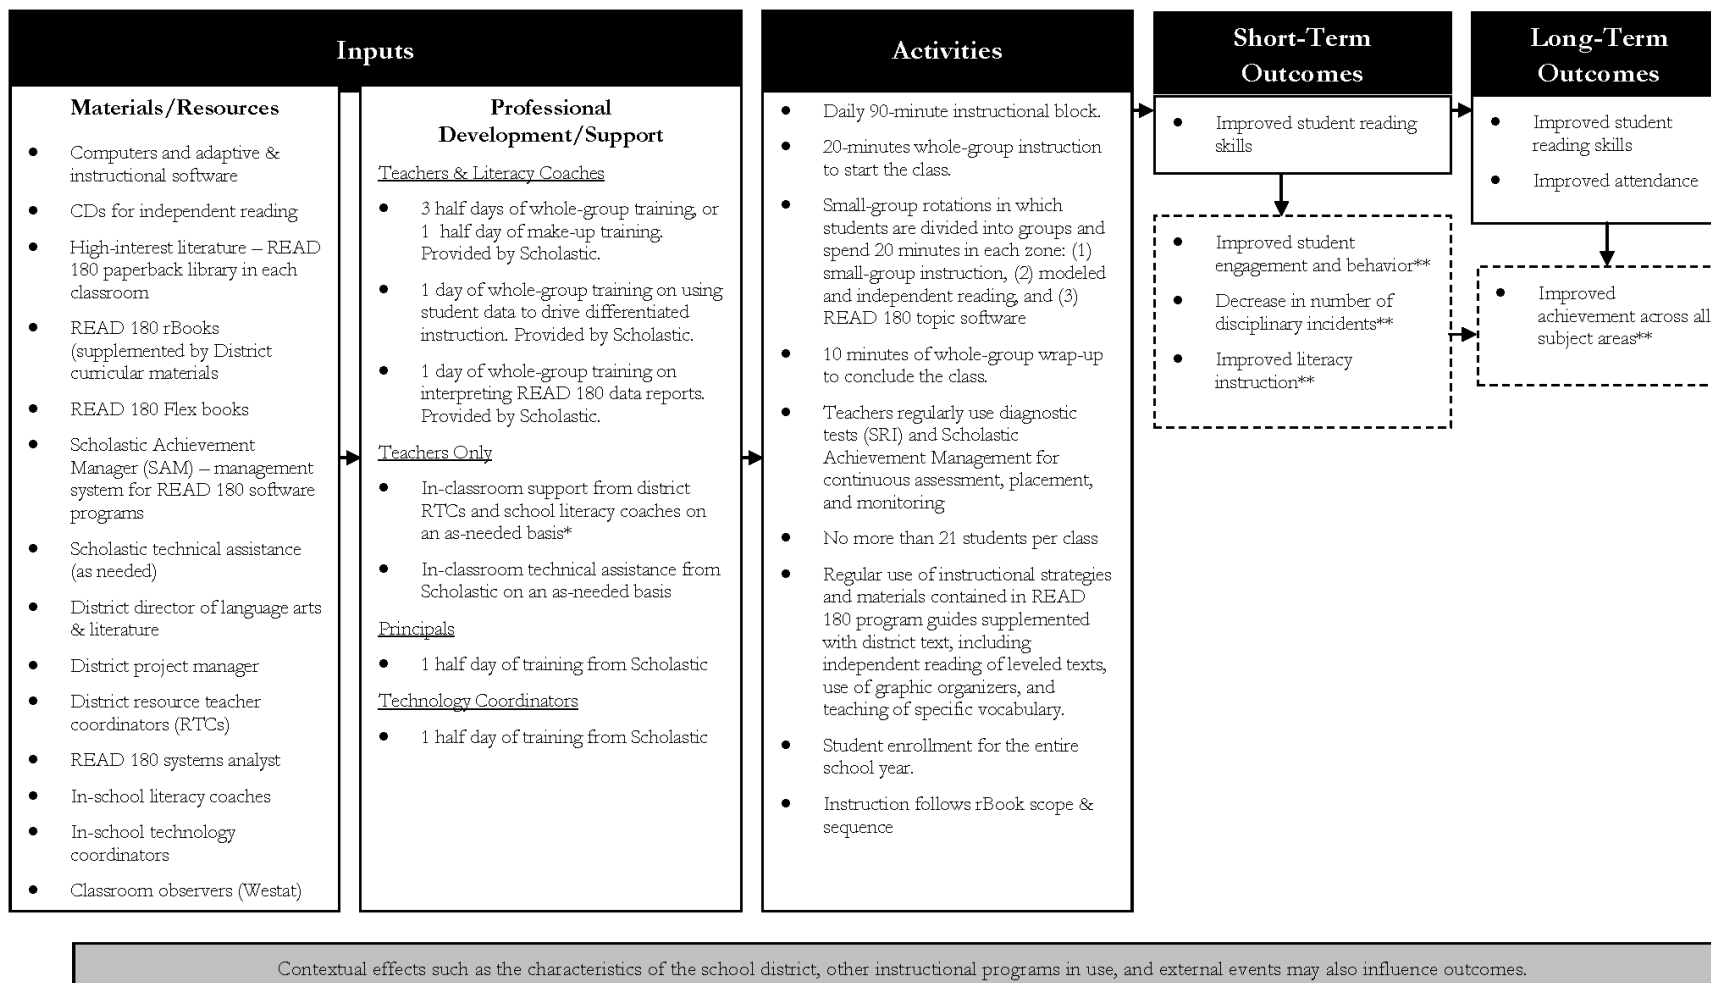 Inputs
Materials/Resources
● Computers and adaptive &
instructional software
● CDs for independent reading
● High-interest literature – READ
180 paperback library in each
classroom
● READ 180 rBooks
(supplemented by District
curricular materials
● READ 180 Flex books
● Scholastic Achievement
Manager (SAM) – management
system for READ 180 software
programs
● Scholastic technical assistance
(as needed)
● District director of language arts
& literature
● District project manager
● District resource teacher
coordinators (RTCs)
● READ 180 systems analyst
● In-school literacy coaches
● In-school technology
coordinators
● Classroom observers (Westat)
Professional
Development/Support
Teachers & Literacy Coaches
● 3 half days of whole-group training, or
1 half day of make-up training.
Provided by Scholastic.
● 1 day of whole-group training on using
student data to drive differentiated
instruction. Provided by Scholastic.
● 1 day of whole-group training on
interpreting READ 180 data reports.
Provided by Scholastic.
Teachers Only
● In-classroom support from district
RTCs and school literacy coaches on
an as-needed basis*
● In-classroom technical assistance from
Scholastic on an as-needed basis
Principals
● 1 half day of training from Scholastic
Technology Coordinators
● 1 half day of training from Scholastic
Activities
● Daily 90-minute instructional block.
● 20-minutes whole-group instruction
to start the class.
● Small-group rotations in which
students are divided into groups and
spend 20 minutes in each zone: (1)
small-group instruction, (2) modeled
and independent reading, and (3)
READ 180 topic software
● 10 minutes of whole-group wrap-up
to conclude the class.
● Teachers regularly use diagnostic
tests (SRI) and Scholastic
Achievement Management for
continuous assessment, placement,
and monitoring
● No more than 21 students per class
● Regular use of instructional strategies
and materials contained in READ
180 program guides supplemented
with district text, including
independent reading of leveled texts,
use of graphic organizers, and
teaching of specific vocabulary.
● Student enrollment for the entire
school year.
● Instruction follows rBook scope &
sequence
Short-Term
Outcomes
● Improved student reading
skills
● Improved student
engagement and behavior**
● Decrease in number of
disciplinary incidents**
● Improved literacy
instruction**
Long-Term
Outcomes
● Improved student
reading skills
● Improved attendance
● Improved
achievement across all
subject areas**
Contextual effects such as the characteristics of the school district, other instructional programs in use, and external events may also influence outcomes.